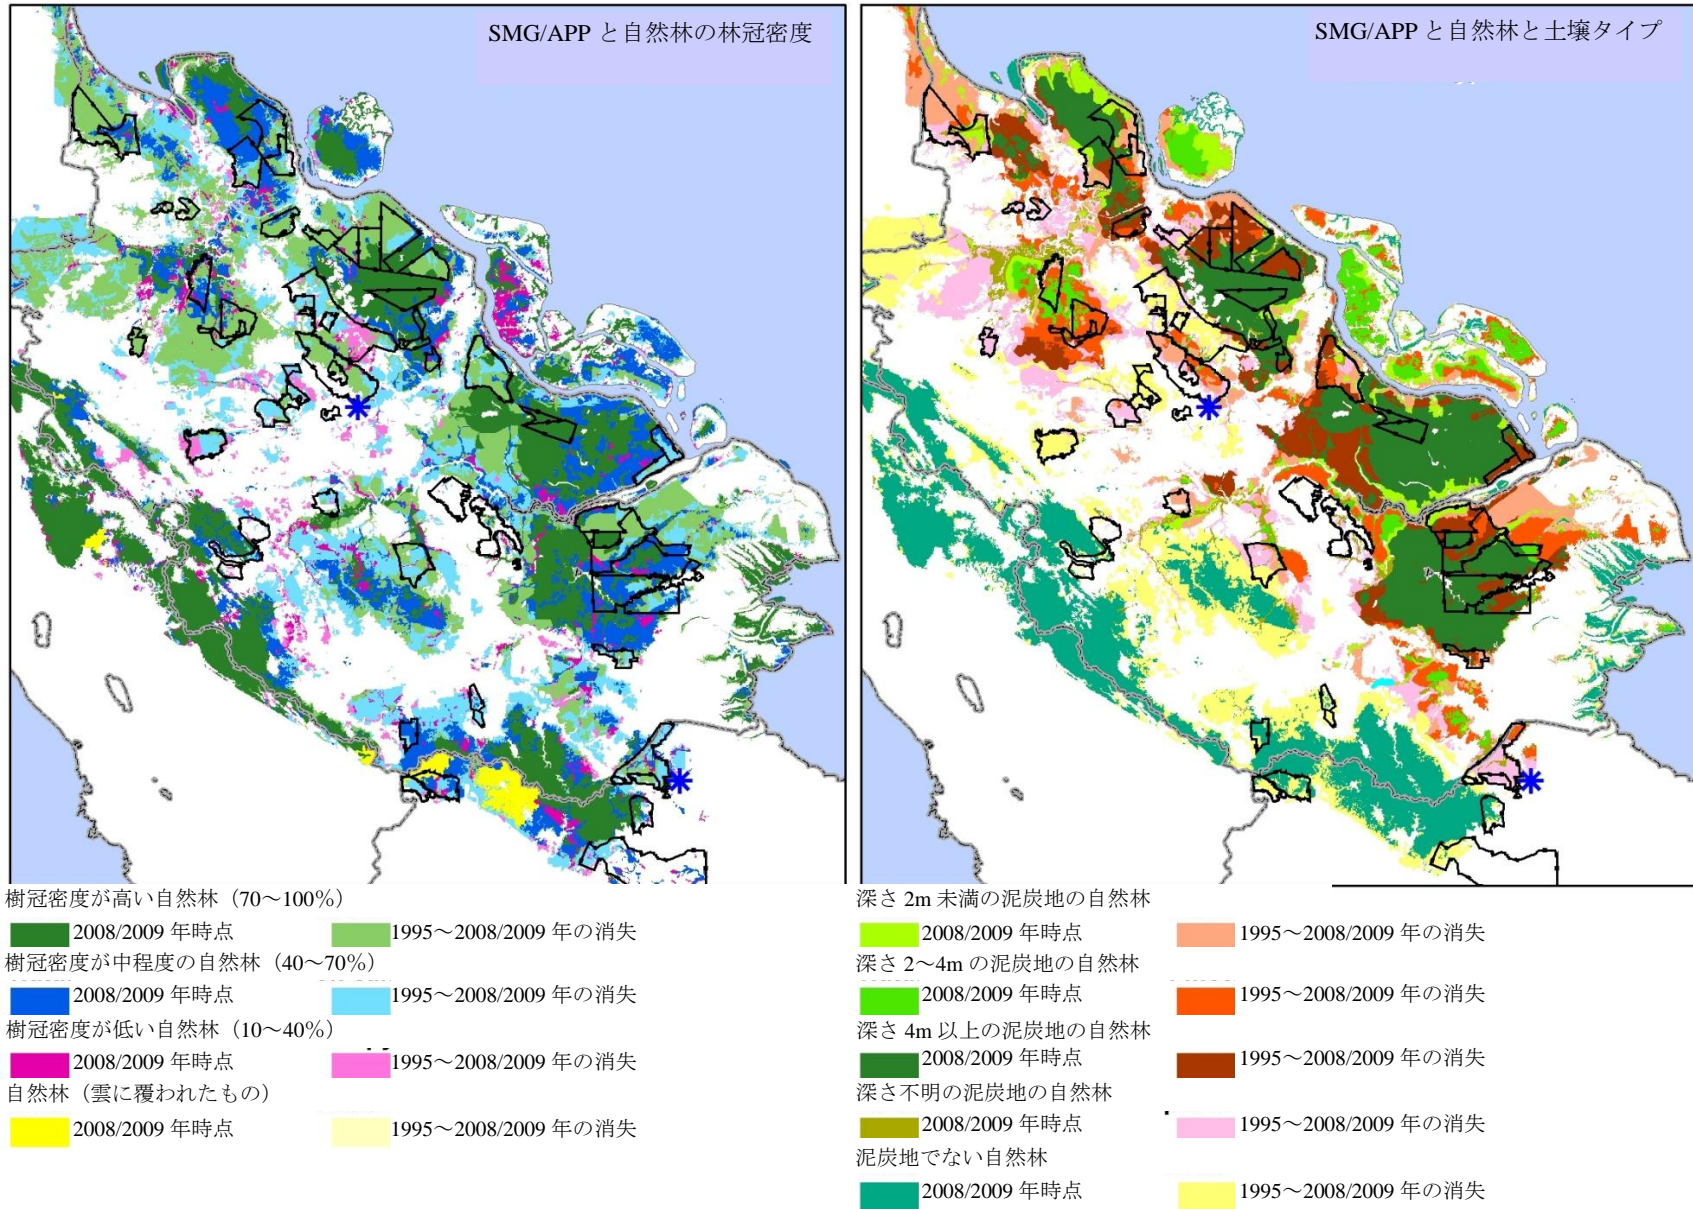 SMG/APP と自然林の林冠密度
樹冠密度が高い自然林（70～100%）
2008/2009 年時点
1995～2008/2009 年の消失
樹冠密度が中程度の自然林（40～70%）
2008/2009 年時点
1995～2008/2009 年の消失
樹冠密度が低い自然林（10～40%）
2008/2009 年時点
1995～2008/2009 年の消失
自然林（雲に覆われたもの）
2008/2009 年時点
1995～2008/2009 年の消失
SMG/APP と自然林と土壌タイプ
深さ 2m 未満の泥炭地の自然林
2008/2009 年時点
1995～2008/2009 年の消失
深さ 2～4m の泥炭地の自然林
2008/2009 年時点
1995～2008/2009 年の消失
深さ 4m 以上の泥炭地の自然林
2008/2009 年時点
1995～2008/2009 年の消失
深さ不明の泥炭地の自然林
2008/2009 年時点
1995～2008/2009 年の消失
泥炭地でない自然林
2008/2009 年時点
1995～2008/2009 年の消失